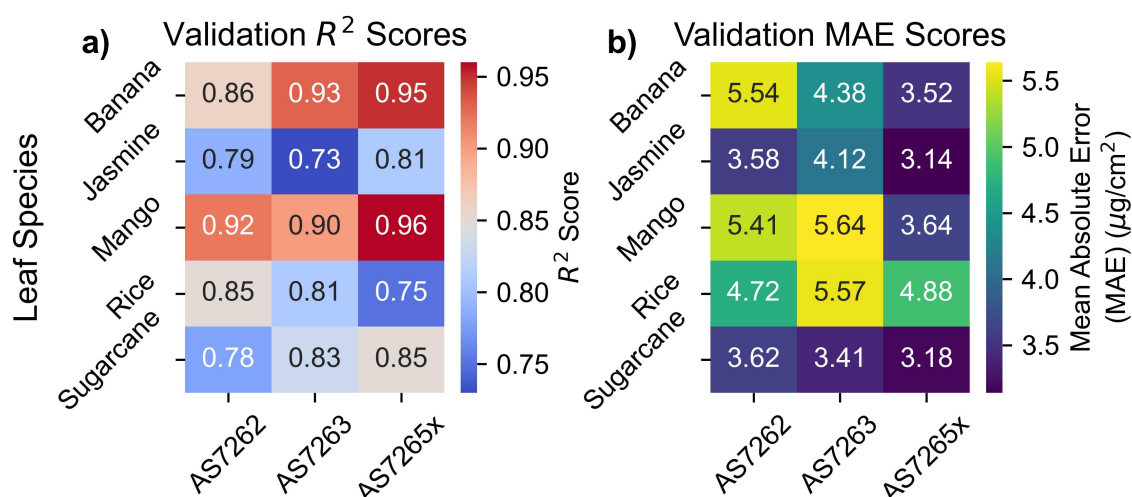 a) Validation R² Scores
Leaf Species
Banana 0.86 0.93 0.95
Jasmine 0.79 0.73 0.81
Mango 0.92 0.90 0.96
Rice 0.85 0.81 0.75
Sugarcane 0.78 0.83 0.85
AS7262 AS7263 AS7265x
0.95
0.90
0.85
0.80
0.75
R² Score
b) Validation MAE Scores
Banana 5.54 4.38 3.52
Jasmine 3.58 4.12 3.14
Mango 5.41 5.64 3.64
Rice 4.72 5.57 4.88
Sugarcane 3.62 3.41 3.18
AS7262 AS7263 AS7265x
5.5
5.0
4.5
4.0
3.5
Mean Absolute Error
(MAE) (μg/cm²)